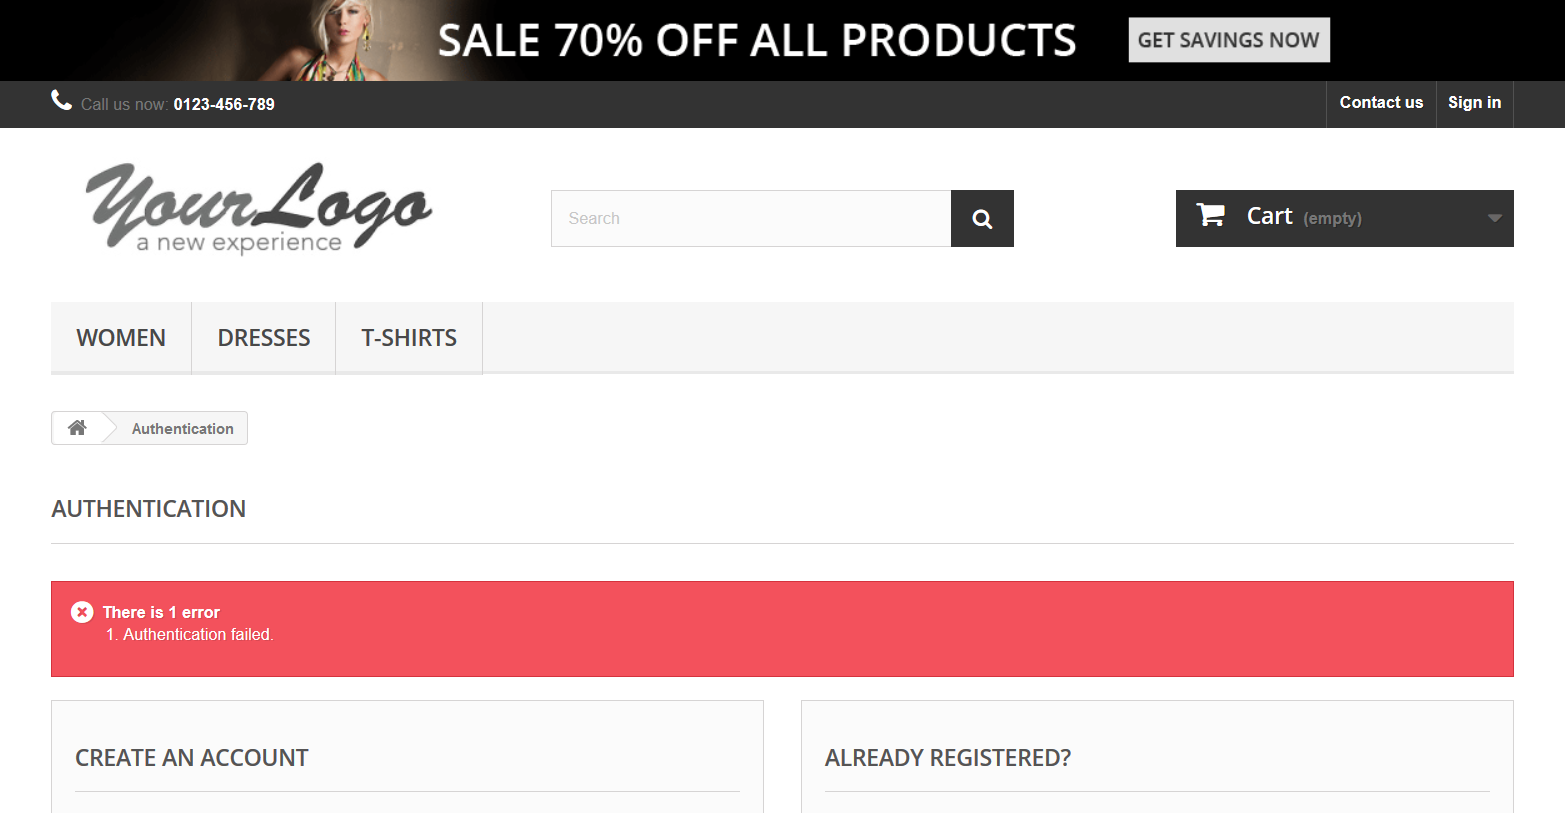 SALE 70% OFF ALL PRODUCTS GET SAVINGS NOW
Call us now: 0123-456-789 Contact us Sign in
YourLogo
a new experience
Search
Cart (empty)
WOMEN DRESSES T-SHIRTS
Authentication
AUTHENTICATION
There is 1 error
1. Authentication failed.
CREATE AN ACCOUNT
ALREADY REGISTERED?